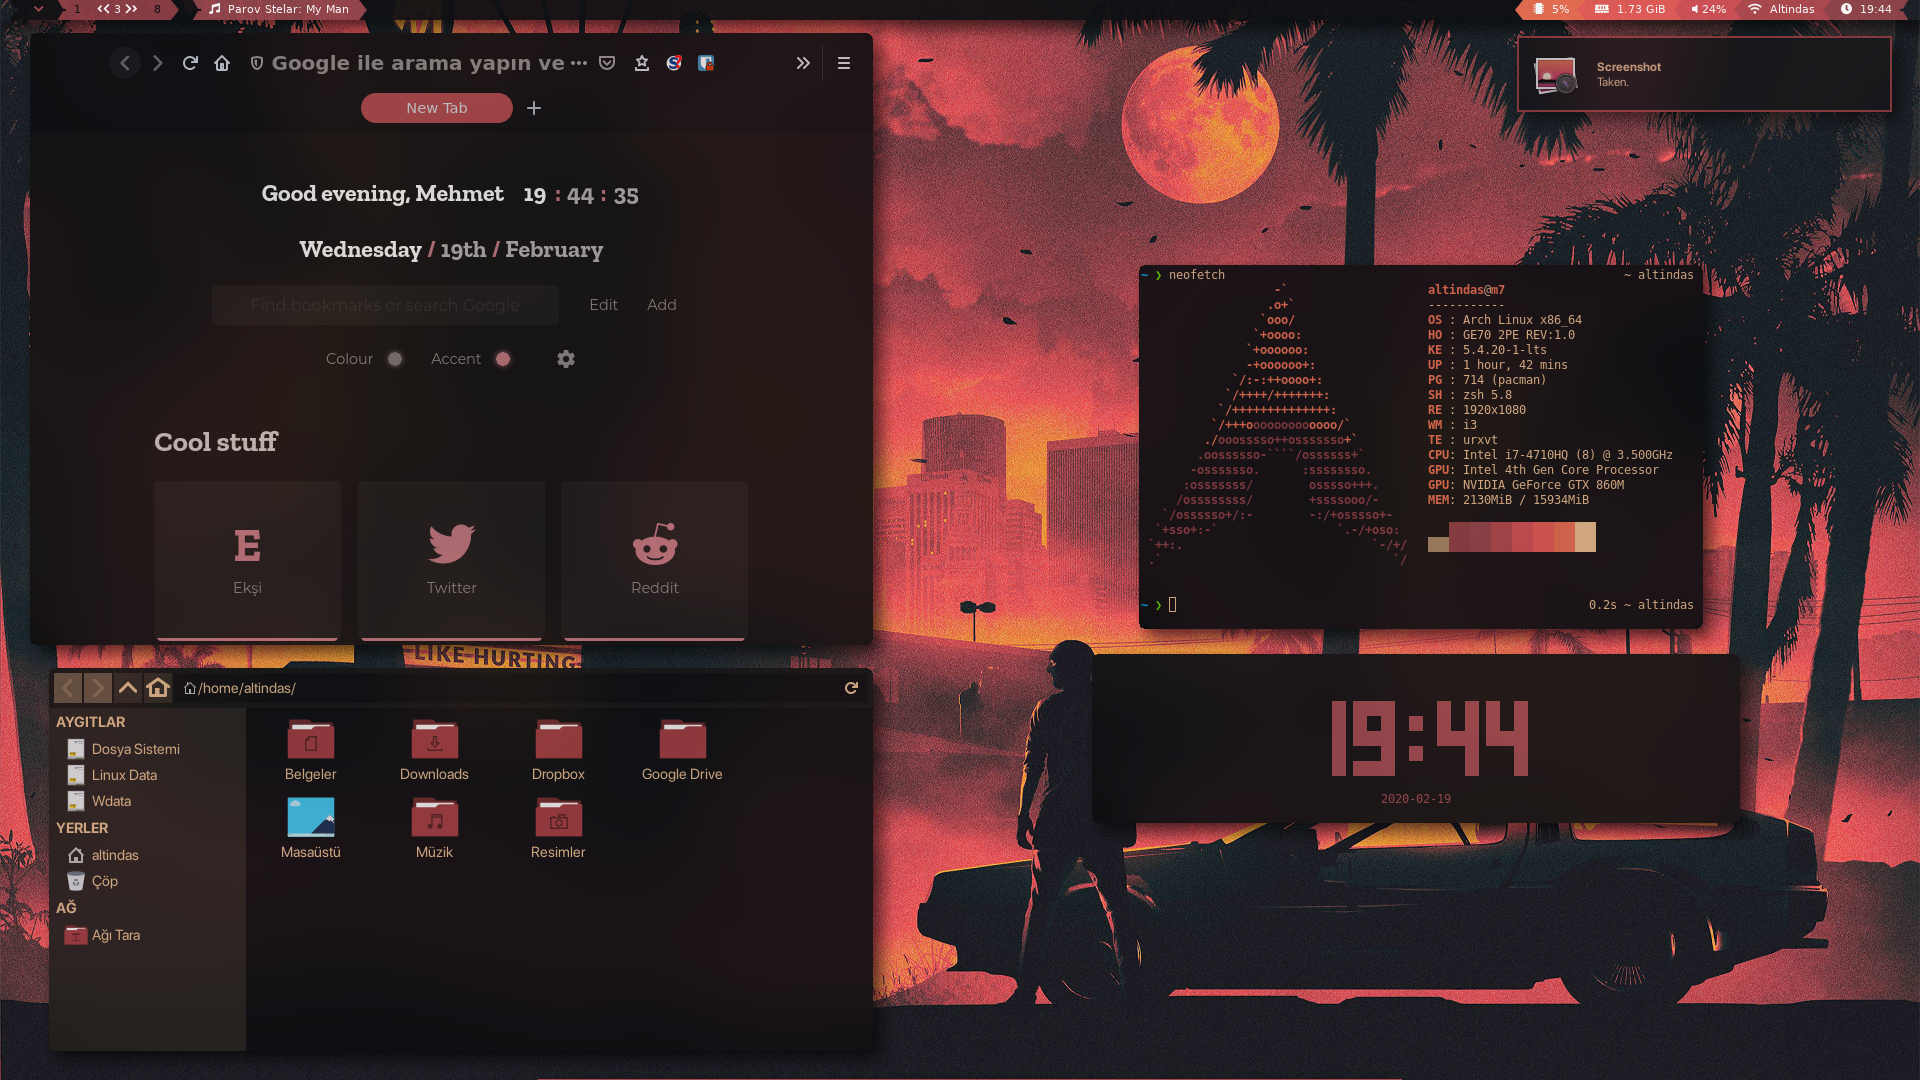 1 3 8 Parov Stelar: My Man 5% 1.73 GiB 24% Altindas 19:44
Google ile arama yapın ve
New Tab
Good evening, Mehmet 19 : 44 : 35
Wednesday / 19th / February
Find bookmarks or search Google Edit Add
Colour Accent
Cool stuff
E
Ekşi Twitter Reddit
Screenshot
Taken.
~ ❯ neofetch ~ altindas
altindas@m7
-----------
OS : Arch Linux x86_64
HO : GE70 2PE REV:1.0
KE : 5.4.20-1-lts
UP : 1 hour, 42 mins
PG : 714 (pacman)
SH : zsh 5.8
RE : 1920x1080
WM : i3
TE : urxvt
CPU: Intel i7-4710HQ (8) @ 3.500GHz
GPU: Intel 4th Gen Core Processor
GPU: NVIDIA GeForce GTX 860M
MEM: 2130MiB / 15934MiB
~ ❯ 0.2s ~ altindas
LIKE HURTING
/home/altindas/
AYGITLAR
Dosya Sistemi
Linux Data
Wdata
YERLER
altindas
Çöp
AĞ
Ağı Tara
Belgeler Downloads Dropbox Google Drive
Masaüstü Müzik Resimler
19:44
2020-02-19